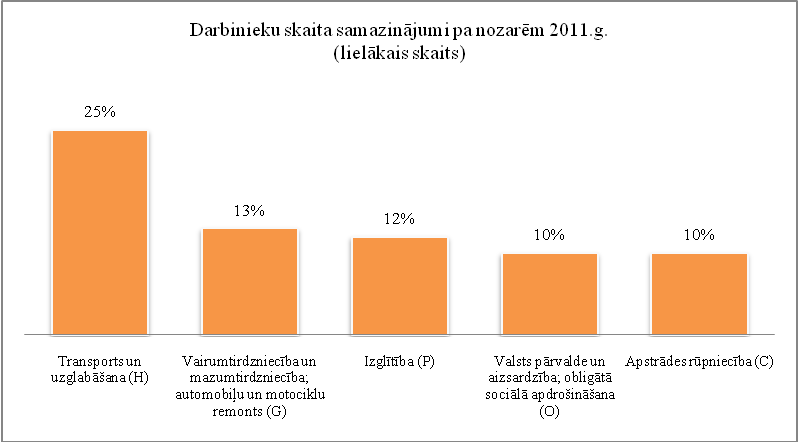 Darbinieku skaita samazinājumi pa nozarēm 2011.g.
(lielākais skaits)
25%
13%
12%
10%
10%
Transports un
uzglabāšana (H)
Vairumtirdzniecība un
mazumtirdzniecība;
automobiļu un motociklu
remonts (G)
Izglītība (P)
Valsts pārvalde un
aizsardzība; obligātā
sociālā apdrošināšana
(O)
Apstrādes rūpniecība (C)